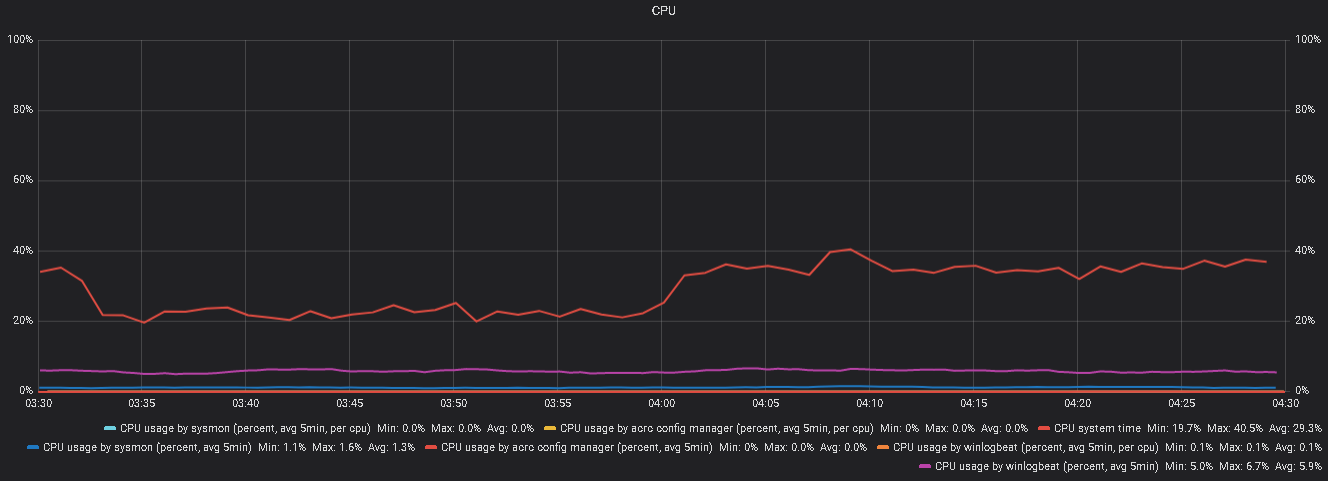 CPU
100% 100%
80% 80%
60% 60%
40% 40%
20% 20%
0% 0%
03:30 03:35 03:40 03:45 03:50 03:55 04:00 04:05 04:10 04:15 04:20 04:25 04:30
CPU usage by sysmon (percent, avg 5min, per cpu) Min: 0.0% Max: 0.0% Avg: 0.0% CPU usage by acrc config manager (percent, avg 5min, per cpu) Min: 0% Max: 0.0% Avg: 0.0% CPU system time Min: 19.7% Max: 40.5% Avg: 29.3%
CPU usage by sysmon (percent, avg 5min) Min: 1.1% Max: 1.6% Avg: 1.3% CPU usage by acrc config manager (percent, avg 5min) Min: 0% Max: 0.0% Avg: 0.0% CPU usage by winlogbeat (percent, avg 5min, per cpu) Min: 0.1% Max: 0.1% Avg: 0.1%
CPU usage by winlogbeat (percent, avg 5min) Min: 5.0% Max: 6.7% Avg: 5.9%